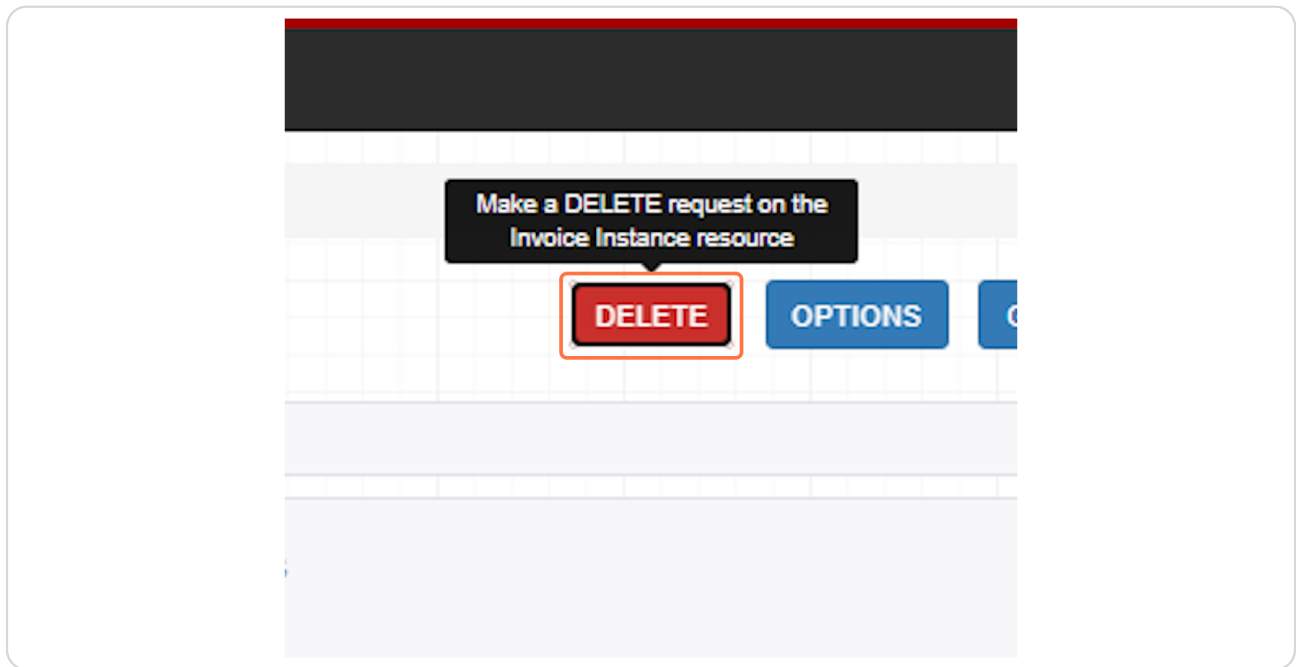 Make a DELETE request on the
Invoice Instance resource
DELETE
OPTIONS